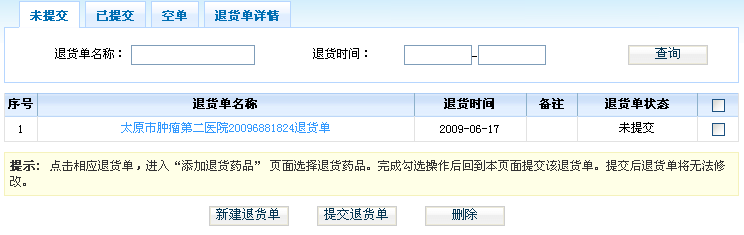 未提交 已提交 空单 退货单详情
退货单名称： 退货时间： - 查询
序号 退货单名称 退货时间 备注 退货单状态
1 太原市肿瘤第二医院20096881824退货单 2009-06-17 未提交
提示: 点击相应退货单,进入“添加退货药品” 页面选择退货药品。完成勾选操作后回到本页面提交该退货单。提交后退货单将无法修
改。
新建退货单 提交退货单 删除